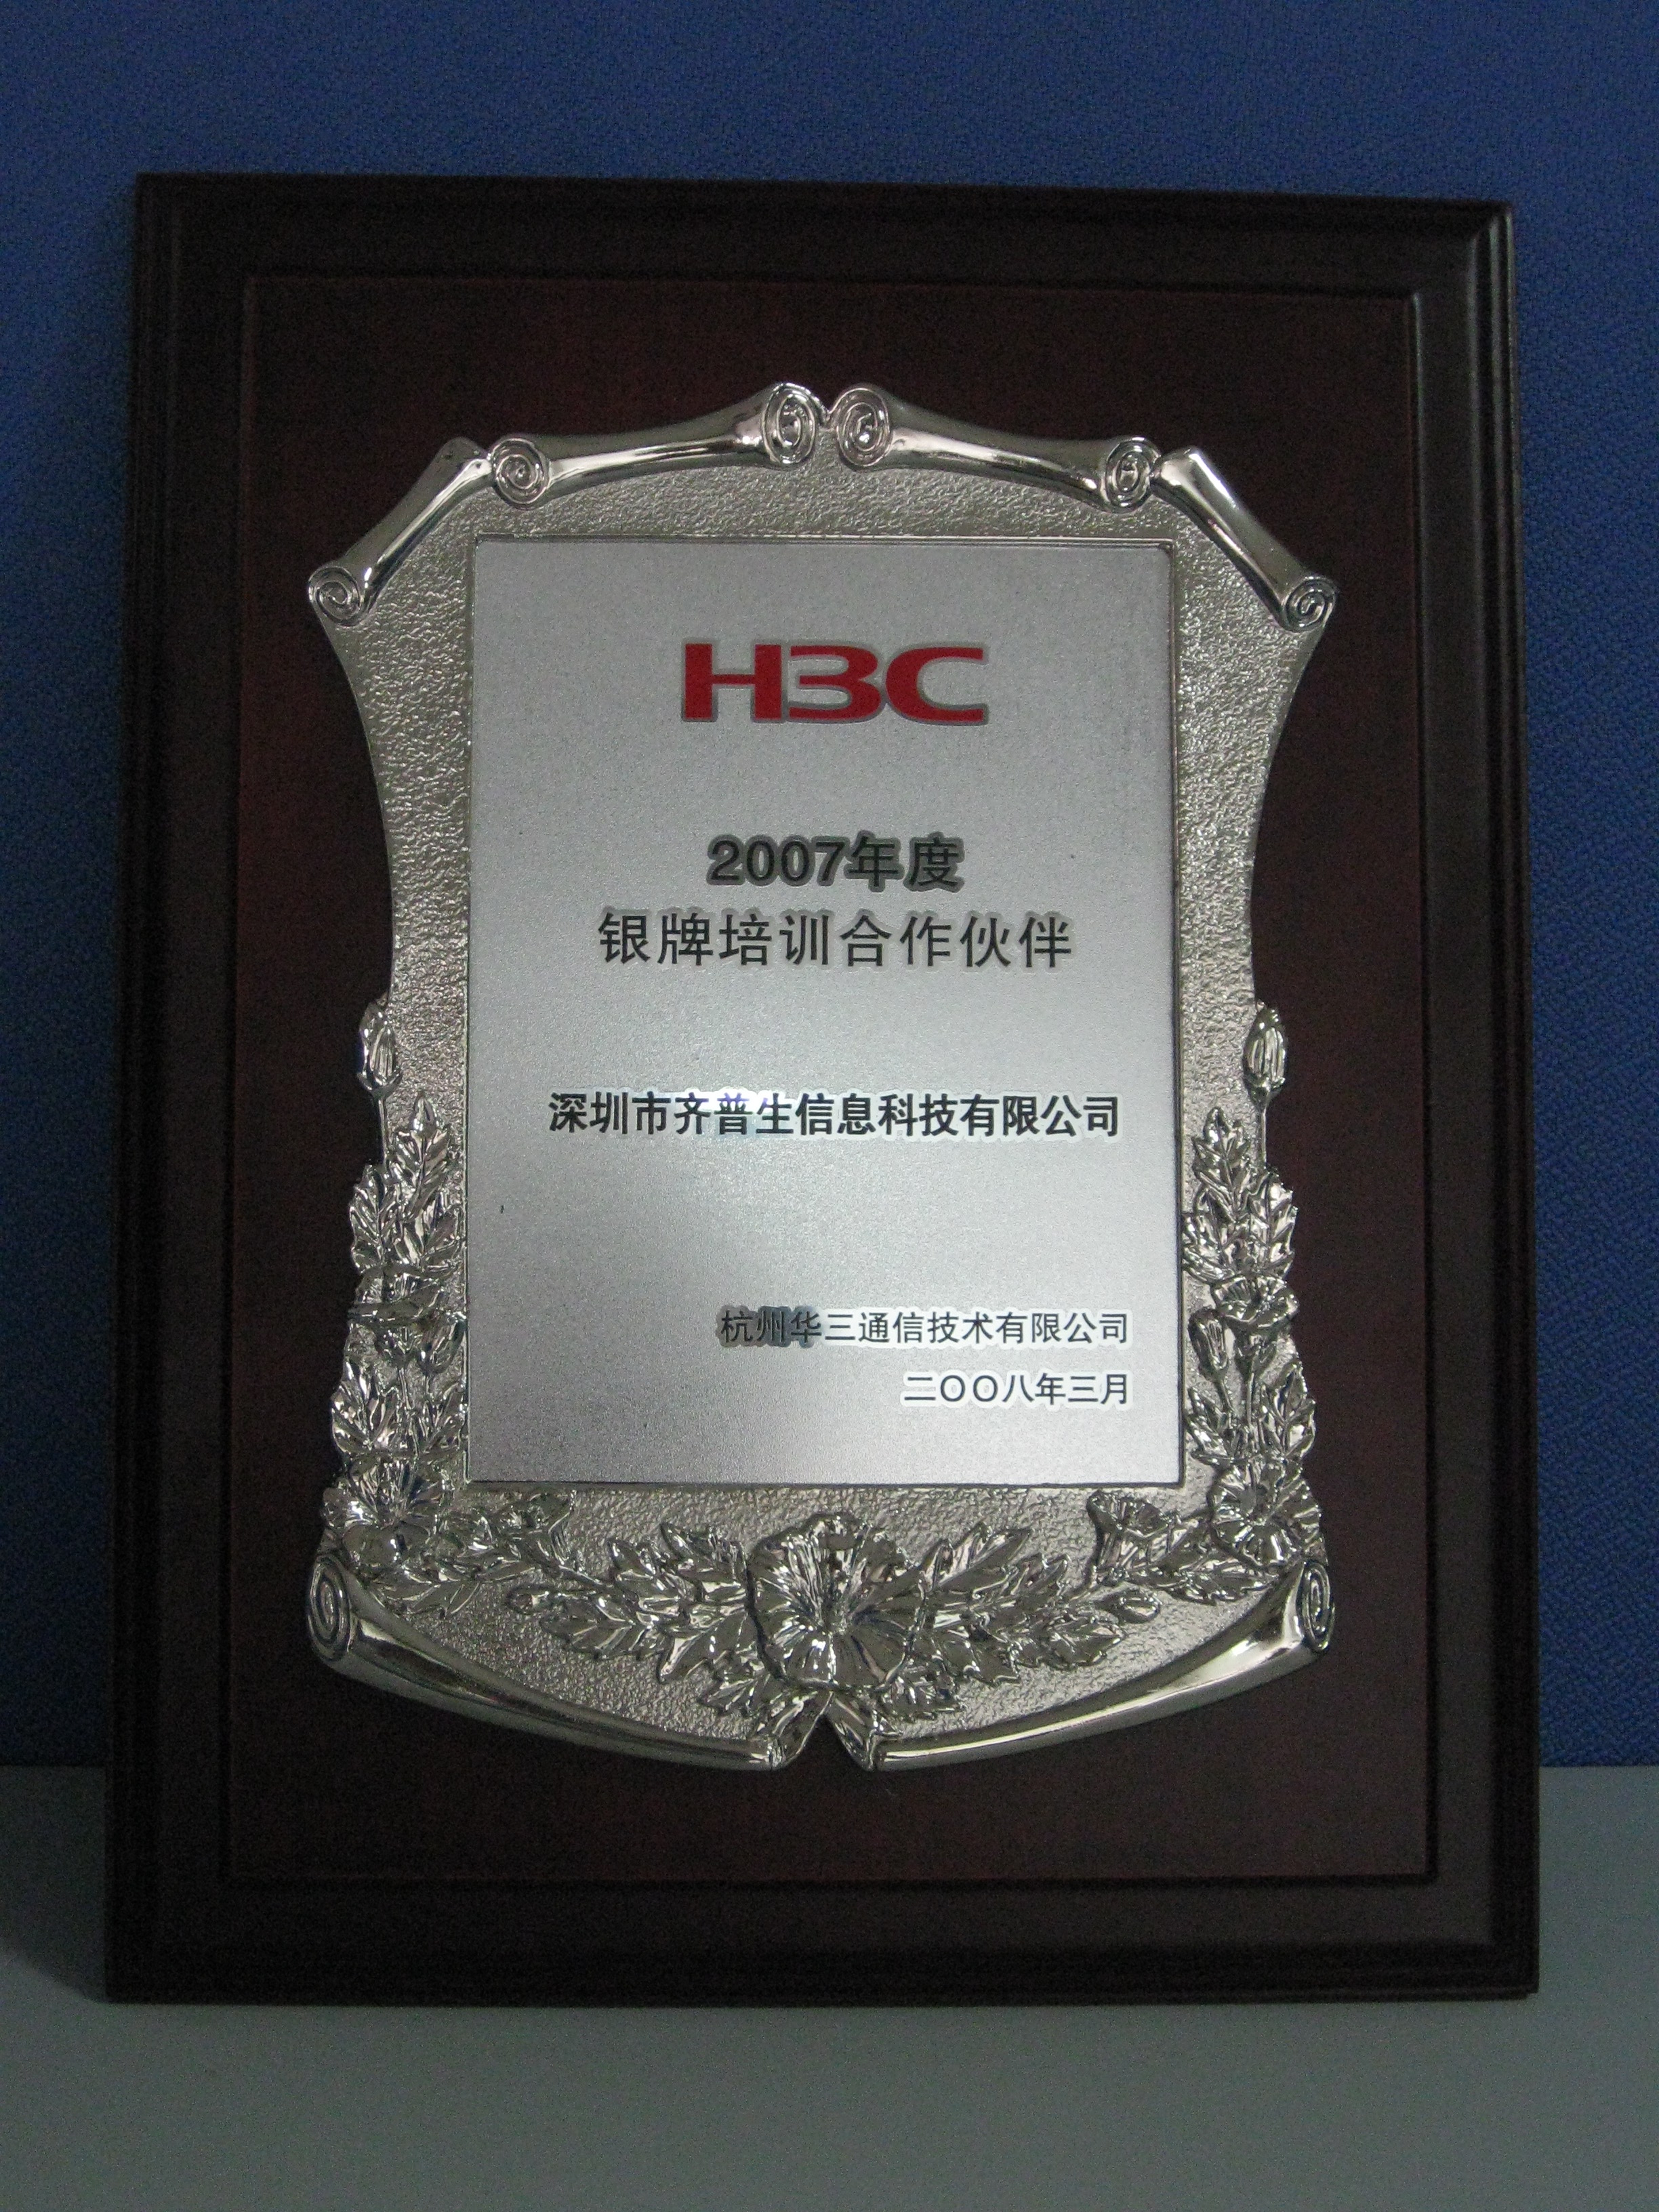 H3C
2007年度
银牌培训合作伙伴
深圳市齐普生信息科技有限公司
杭州华三通信技术有限公司
二〇〇八年三月